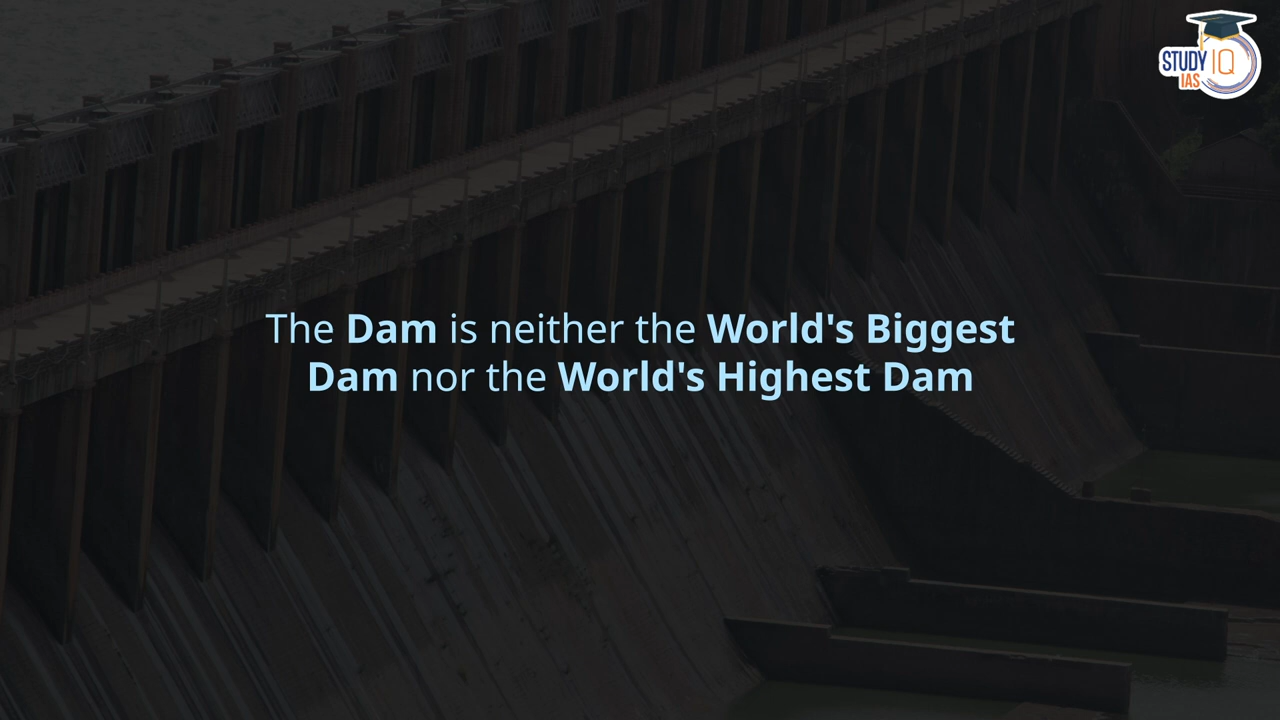 STUDY IQ
IAS
The Dam is neither the World's Biggest
Dam nor the World's Highest Dam